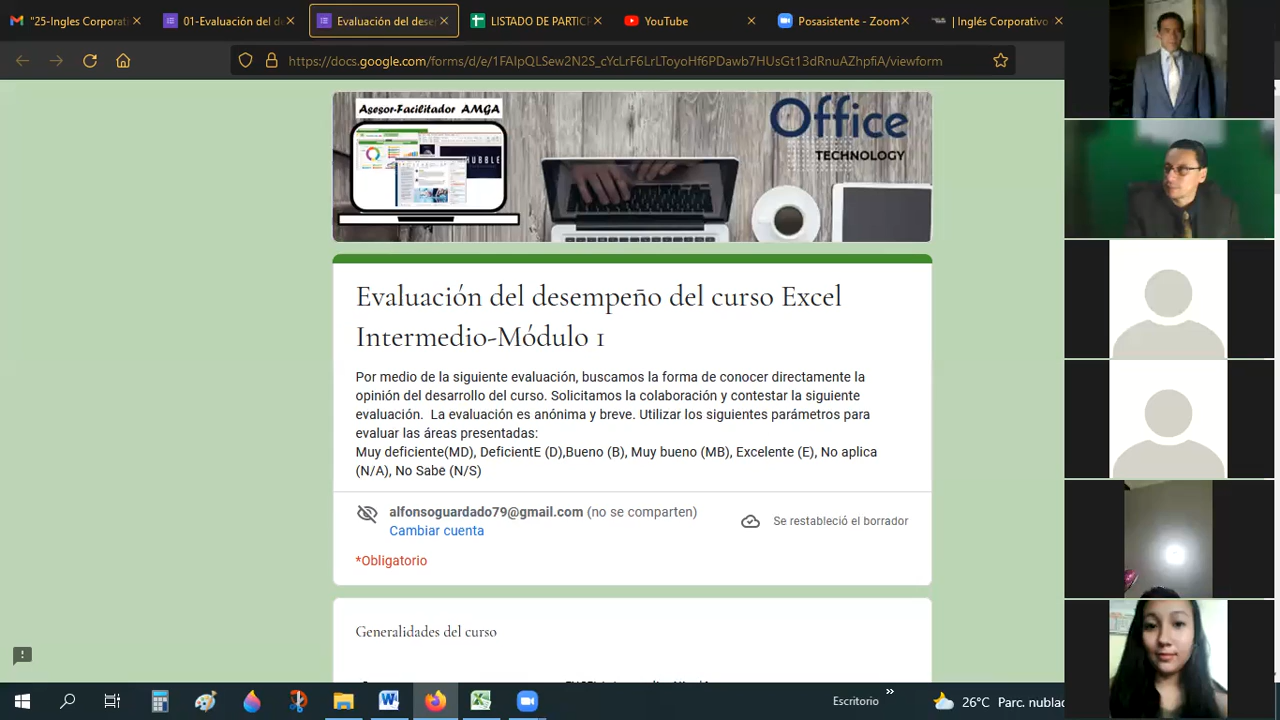 "25-Ingles Corporat
01-Evaluación del d
Evaluación del dese
LISTADO DE PARTIC
YouTube
Posasistente - Zoom
| Inglés Corporativo
https://docs.google.com/forms/d/e/1FAIpQLSew2N2S_cYcLrF6LrLToyoHf6PDawb7HUsGt13dRnuAZhpfiA/viewform
Asesor-Facilitador AMGA
Office
TECHNOLOGY
Evaluación del desempeño del curso Excel
Intermedio-Módulo 1
Por medio de la siguiente evaluación, buscamos la forma de conocer directamente la
opinión del desarrollo del curso. Solicitamos la colaboración y contestar la siguiente
evaluación.  La evaluación es anónima y breve. Utilizar los siguientes parámetros para
evaluar las áreas presentadas:
Muy deficiente(MD), DeficientE (D),Bueno (B), Muy bueno (MB), Excelente (E), No aplica
(N/A), No Sabe (N/S)
alfonsoguardado79@gmail.com (no se comparten)
Se restableció el borrador
Cambiar cuenta
*Obligatorio
Generalidades del curso
Escritorio
26°C Parc. nublad